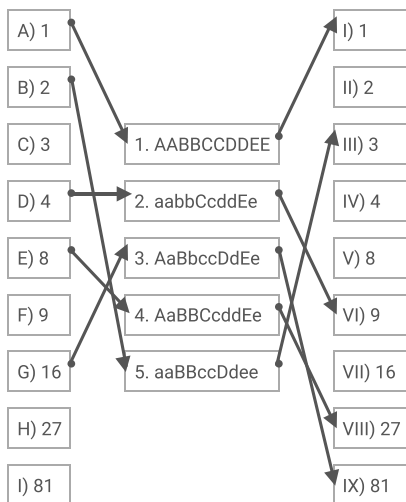 A) 1
B) 2
C) 3
D) 4
E) 8
F) 9
G) 16
H) 27
I) 81
1. AABBCCDDEE
2. aabbCcddEe
3. AaBbccDdEe
4. AaBBCcddEe
5. aaBBccDdee
I) 1
II) 2
III) 3
IV) 4
V) 8
VI) 9
VII) 16
VIII) 27
IX) 81